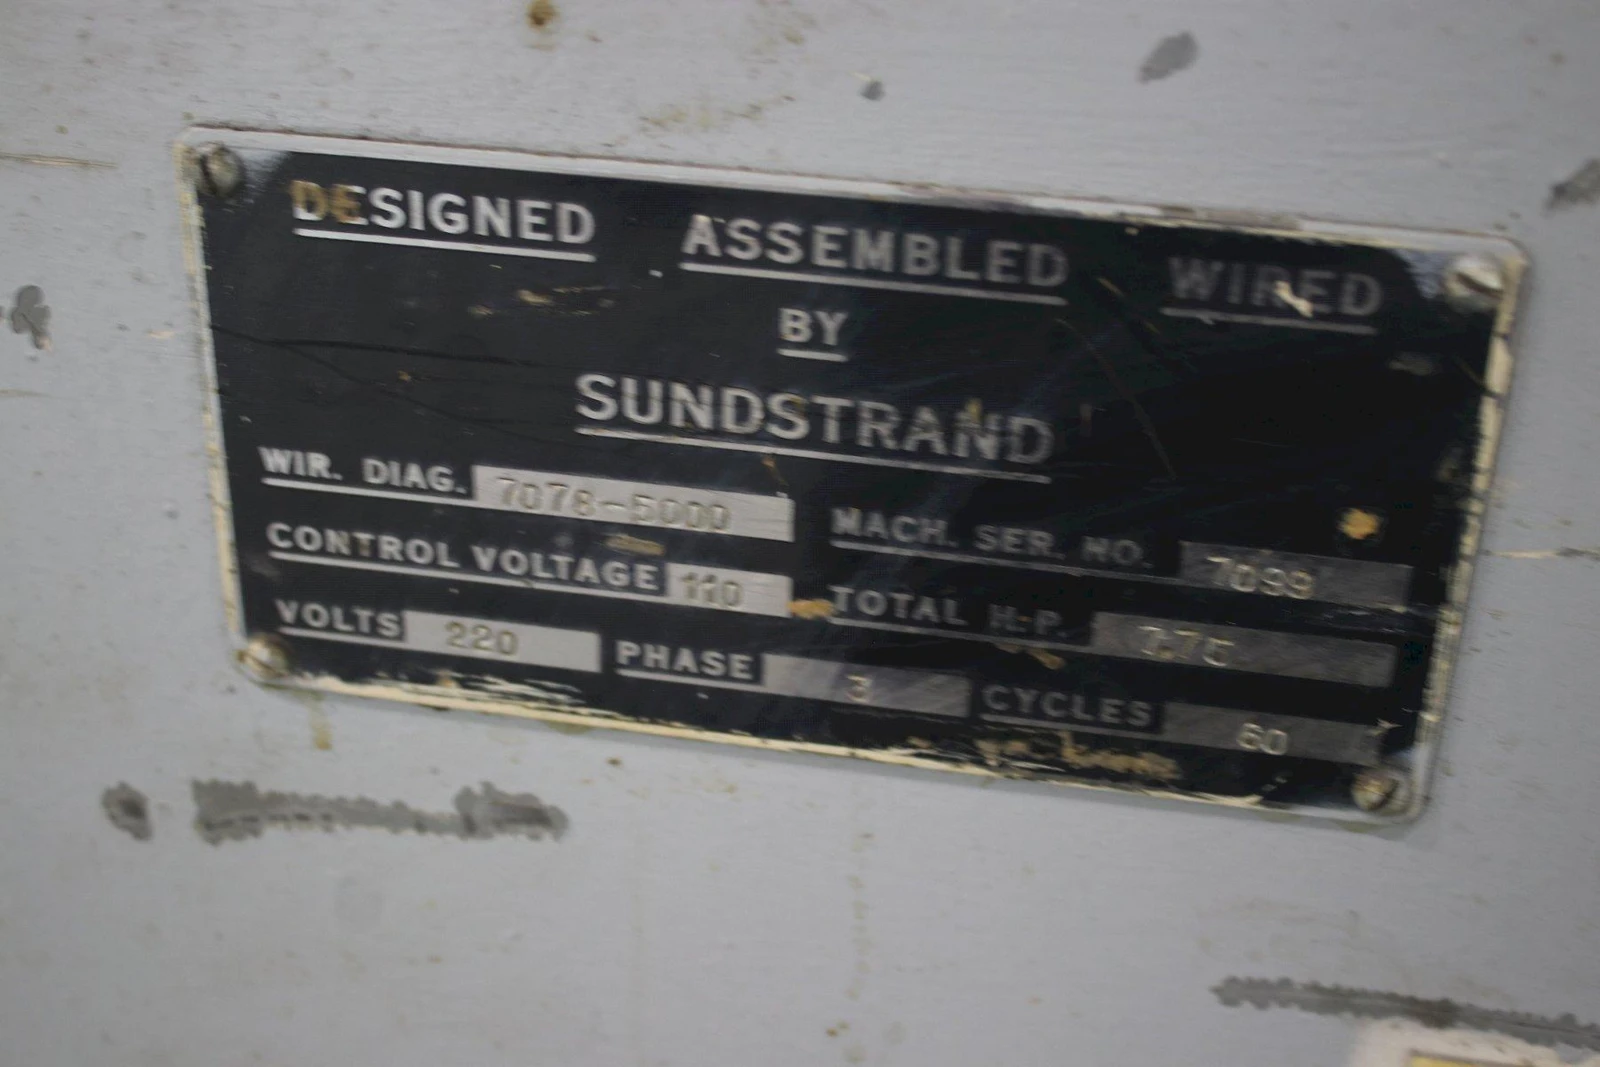 DESIGNED ASSEMBLED WIRED
BY
SUNDSTRAND
WIR. DIAG. 7078-5000
MACH. SER. NO. 7099
CONTROL VOLTAGE 110
TOTAL H.P.
VOLTS 220 PHASE 3 CYCLES 60